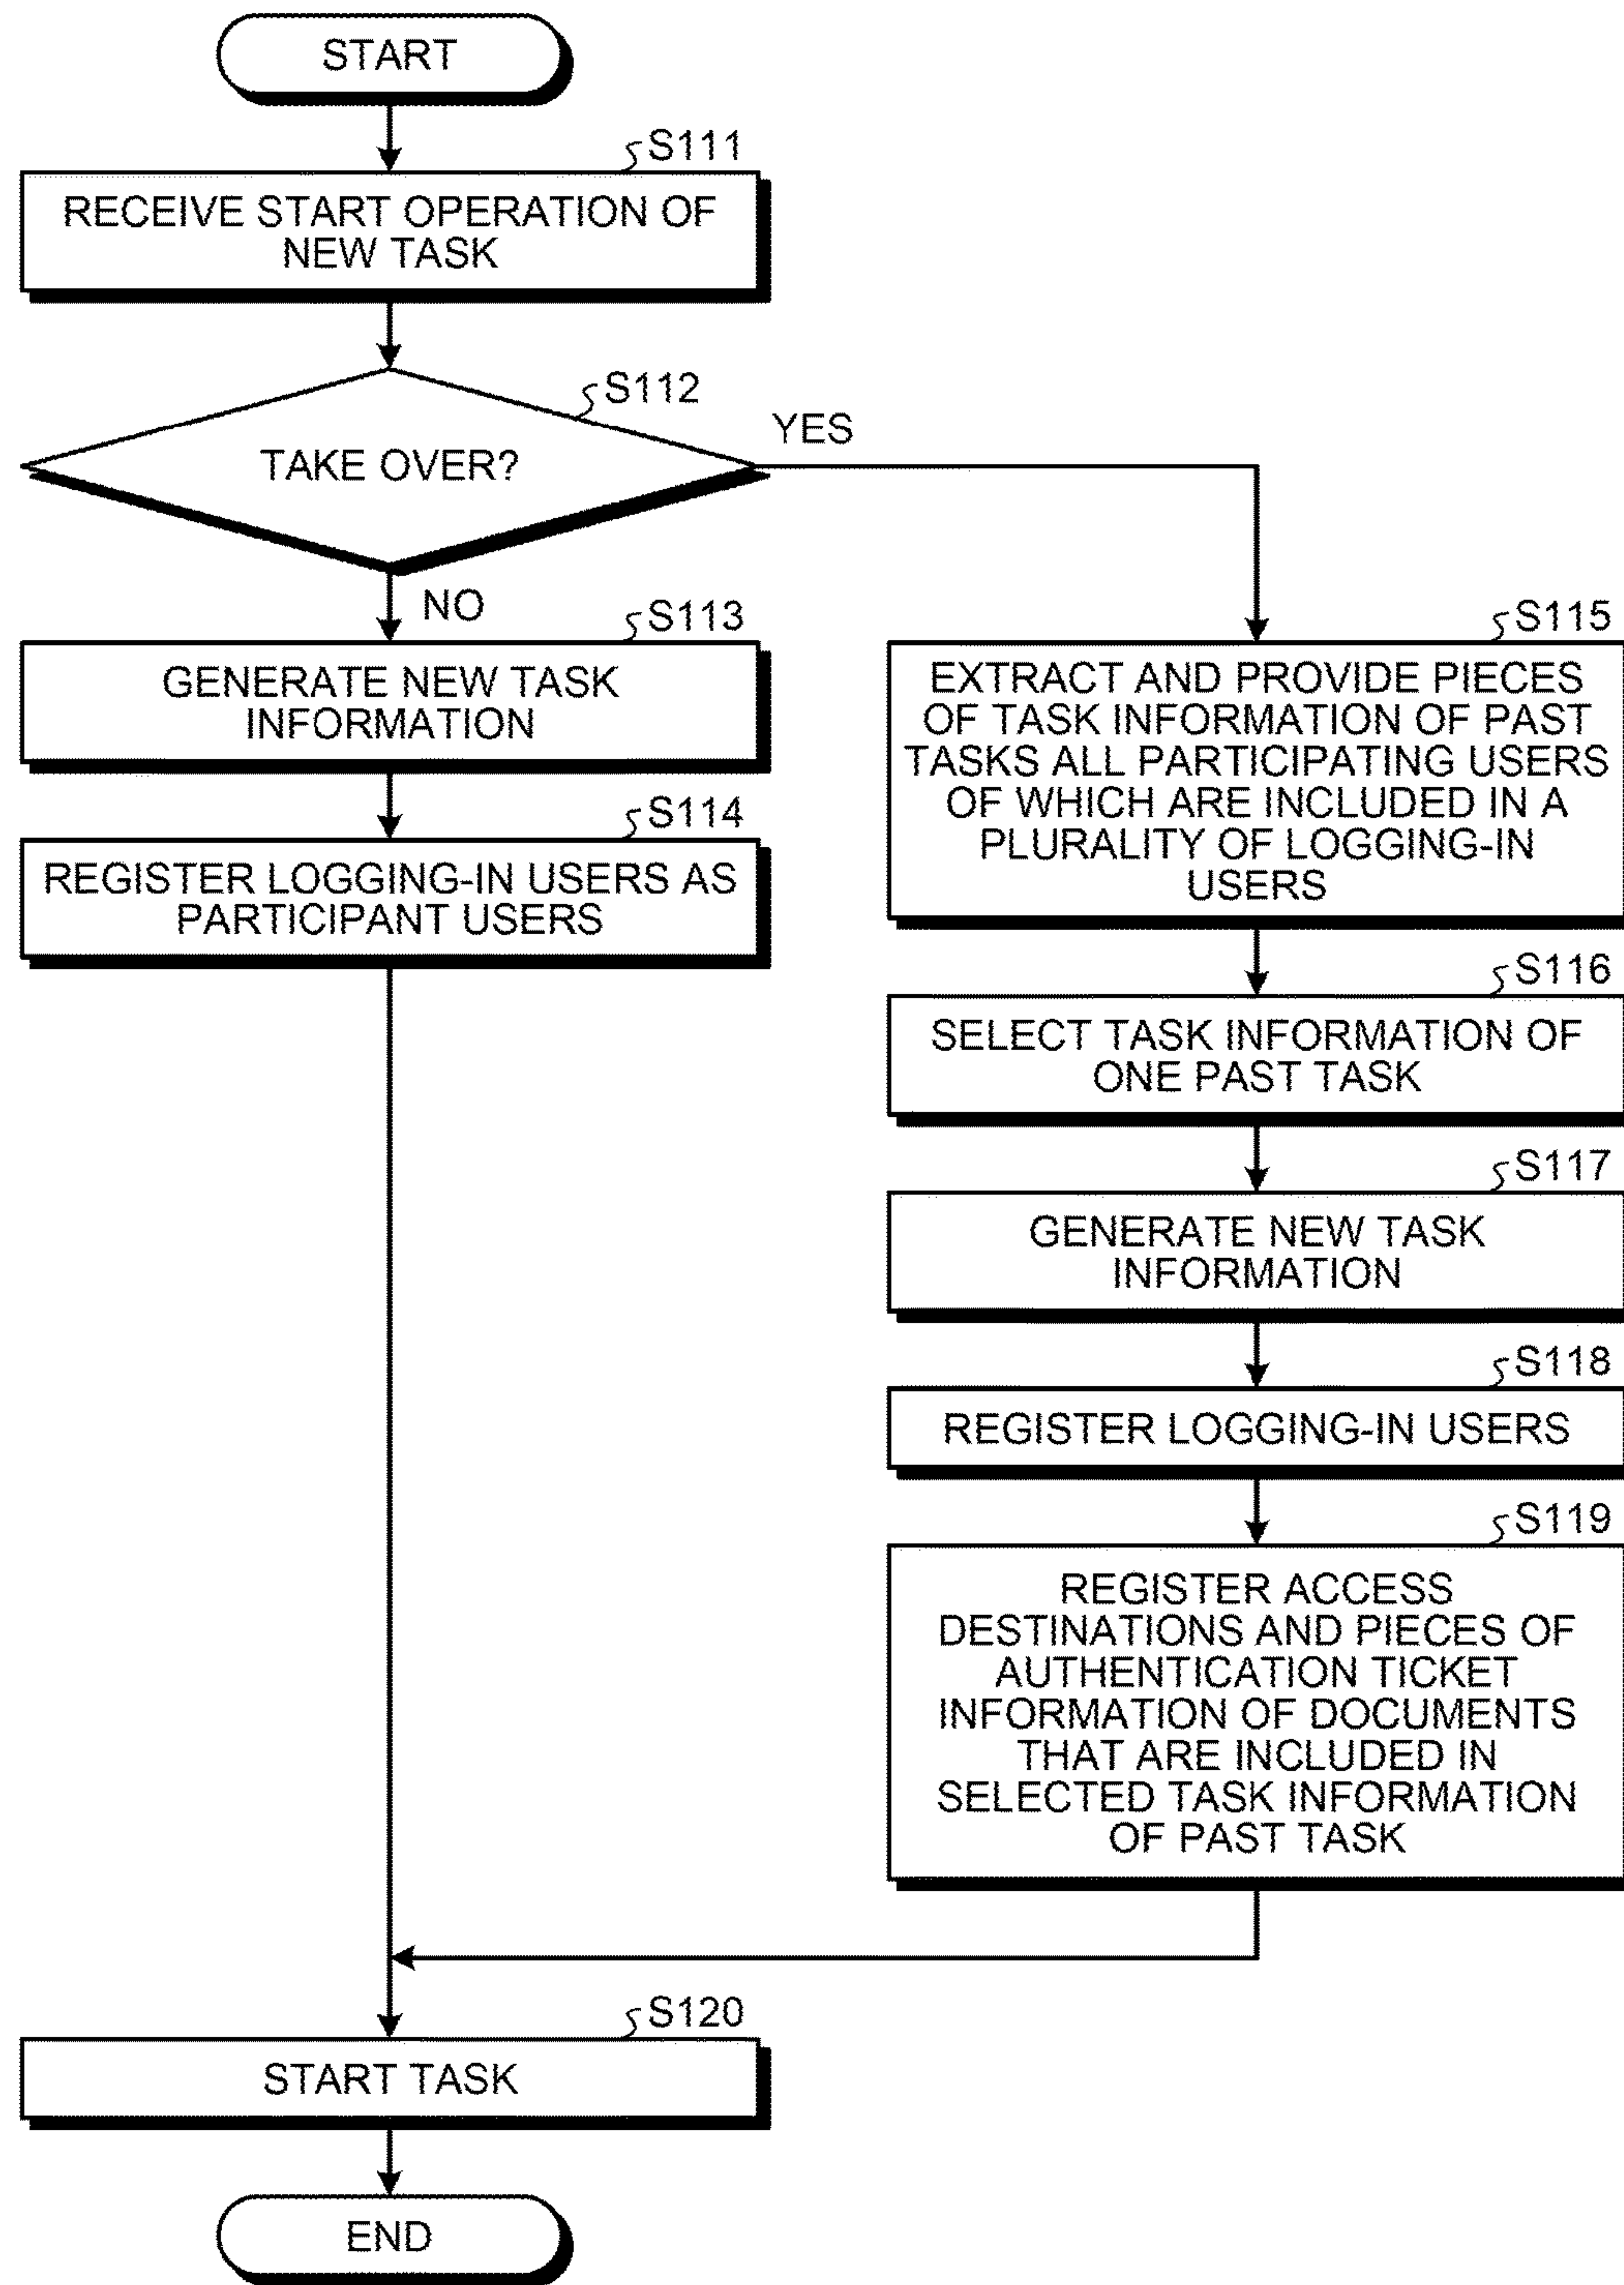 START
S111
RECEIVE START OPERATION OF
NEW TASK
S112
TAKE OVER?
YES
NO
S113
GENERATE NEW TASK
INFORMATION
S114
REGISTER LOGGING-IN USERS AS
PARTICIPANT USERS
S115
EXTRACT AND PROVIDE PIECES
OF TASK INFORMATION OF PAST
TASKS ALL PARTICIPATING USERS
OF WHICH ARE INCLUDED IN A
PLURALITY OF LOGGING-IN
USERS
S116
SELECT TASK INFORMATION OF
ONE PAST TASK
S117
GENERATE NEW TASK
INFORMATION
S118
REGISTER LOGGING-IN USERS
S119
REGISTER ACCESS
DESTINATIONS AND PIECES OF
AUTHENTICATION TICKET
INFORMATION OF DOCUMENTS
THAT ARE INCLUDED IN
SELECTED TASK INFORMATION
OF PAST TASK
S120
START TASK
END